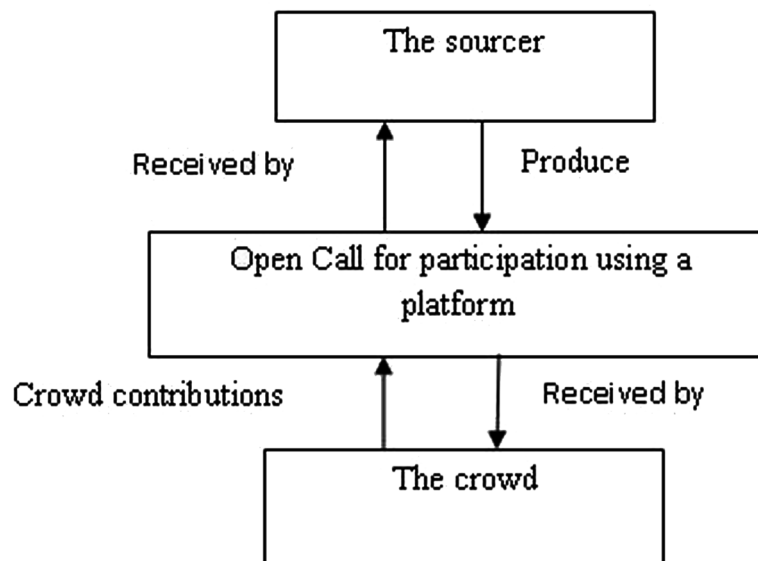 The sourcer
Received by
Produce
Open Call for participation using a
platform
Crowd contributions
Received by
The crowd